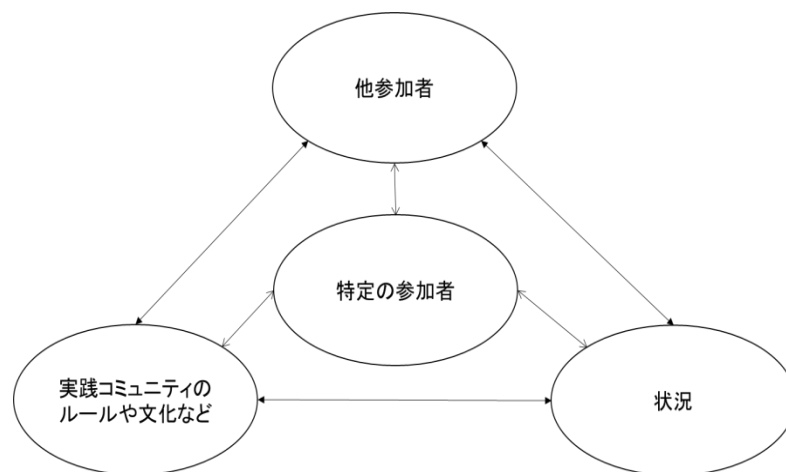 他参加者
特定の参加者
実践コミュニティの
ルールや文化など
状況